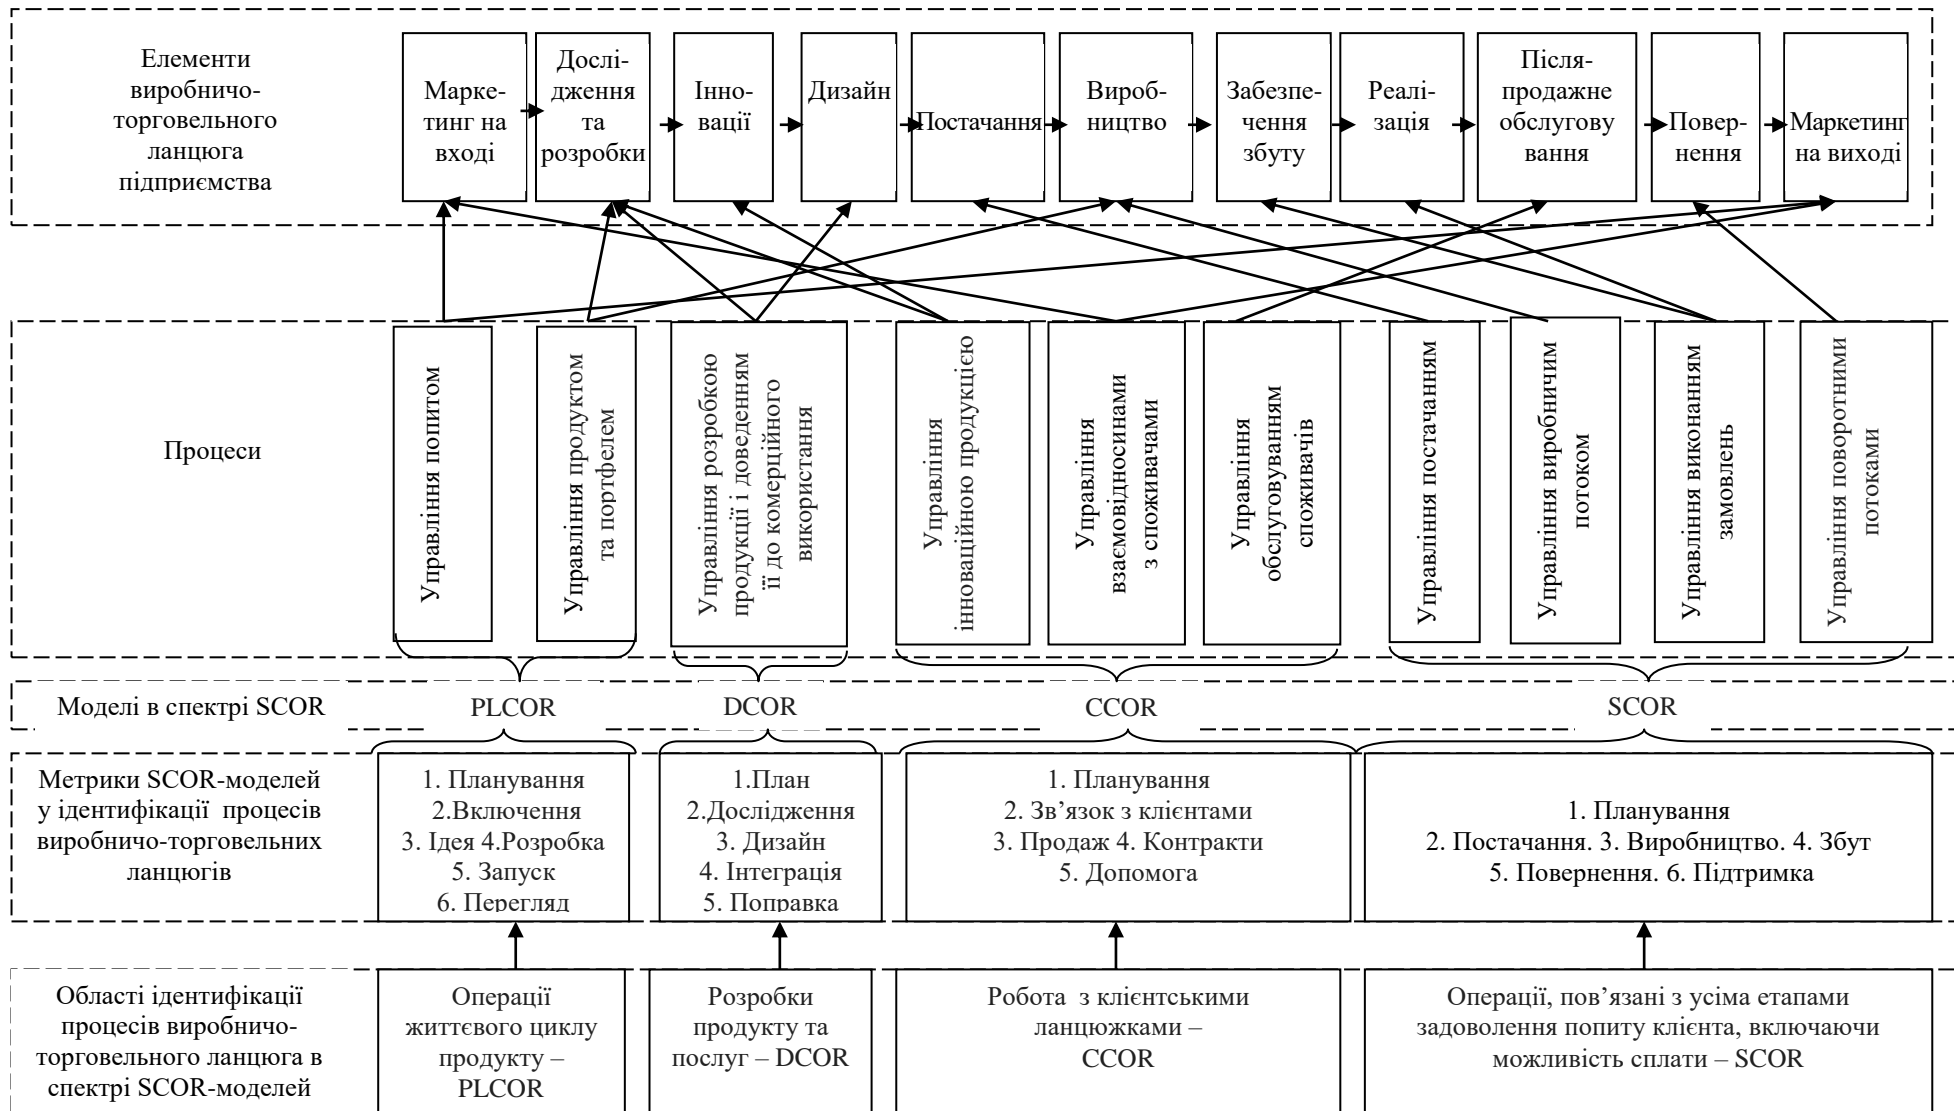 Елементи
виробничо-
торговельного
ланцюга
підприємства
Марке-
тинг на
вході
Дослі-
дження
та
розробки
Інно-
вації
Дизайн
Постачання
Вироб-
ництво
Забезпе-
чення
збуту
Реалі-
зація
Після-
продажне
обслугову
вання
Повер-
нення
Маркетинг
на виході
Процеси
Управління попитом
Управління продуктом
та портфелем
Управління розробкою
продукції і доведенням
її до комерційного
використання
Управління
інноваційною продукцією
Управління
взаємовідносинами
з споживачами
Управління
обслуговуванням
споживачів
Управління постачанням
Управління виробничим
потоком
Управління виконанням
замовлень
Управління поворотними
потоками
Моделі в спектрі SCOR
PLCOR
DCOR
CCOR
SCOR
Метрики SCOR-моделей
у ідентифікації процесів
виробничо-торговельних
ланцюгів
1. Планування
2.Включення
3. Ідея 4.Розробка
5. Запуск
6. Перегляд
1.План
2.Дослідження
3. Дизайн
4. Інтеграція
5. Поправка
1. Планування
2. Зв’язок з клієнтами
3. Продаж 4. Контракти
5. Допомога
1. Планування
2. Постачання. 3. Виробництво. 4. Збут
5. Повернення. 6. Підтримка
Області ідентифікації
процесів виробничо-
торговельного ланцюга в
спектрі SCOR-моделей
Операції
життєвого циклу
продукту –
PLCOR
Розробки
продукту та
послуг – DCOR
Робота з клієнтськими
ланцюжками –
CCOR
Операції, пов’язані з усіма етапами
задоволення попиту клієнта, включаючи
можливість сплати – SCOR